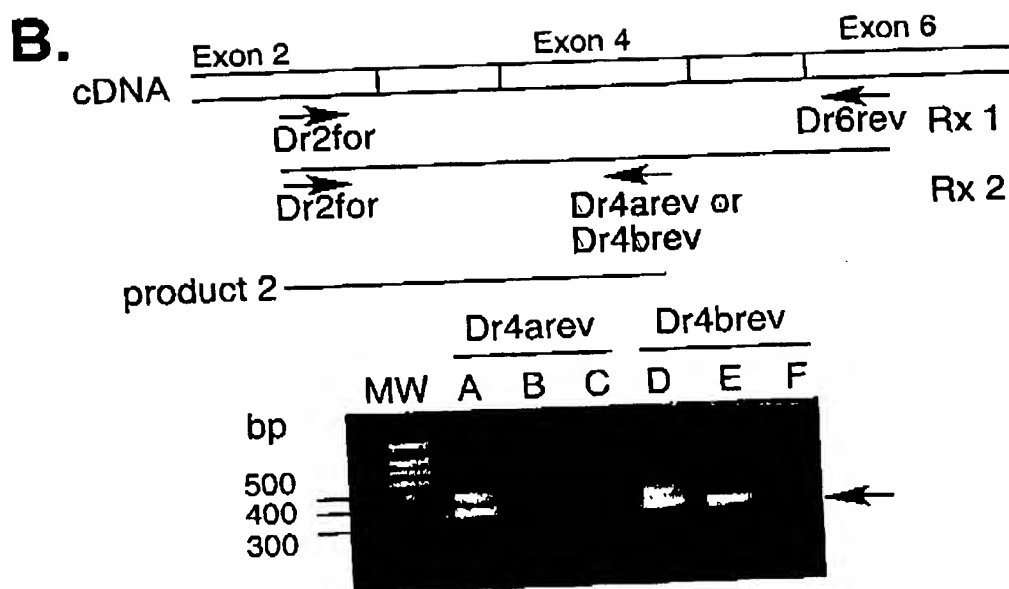 B.
Exon 2 Exon 4 Exon 6
cDNA
Dr2for Dr6rev Rx 1
Dr2for Dr4arev or Rx 2
Dr4brev
product 2
Dr4arev Dr4brev
MW A B C D E F
bp
500
400
300